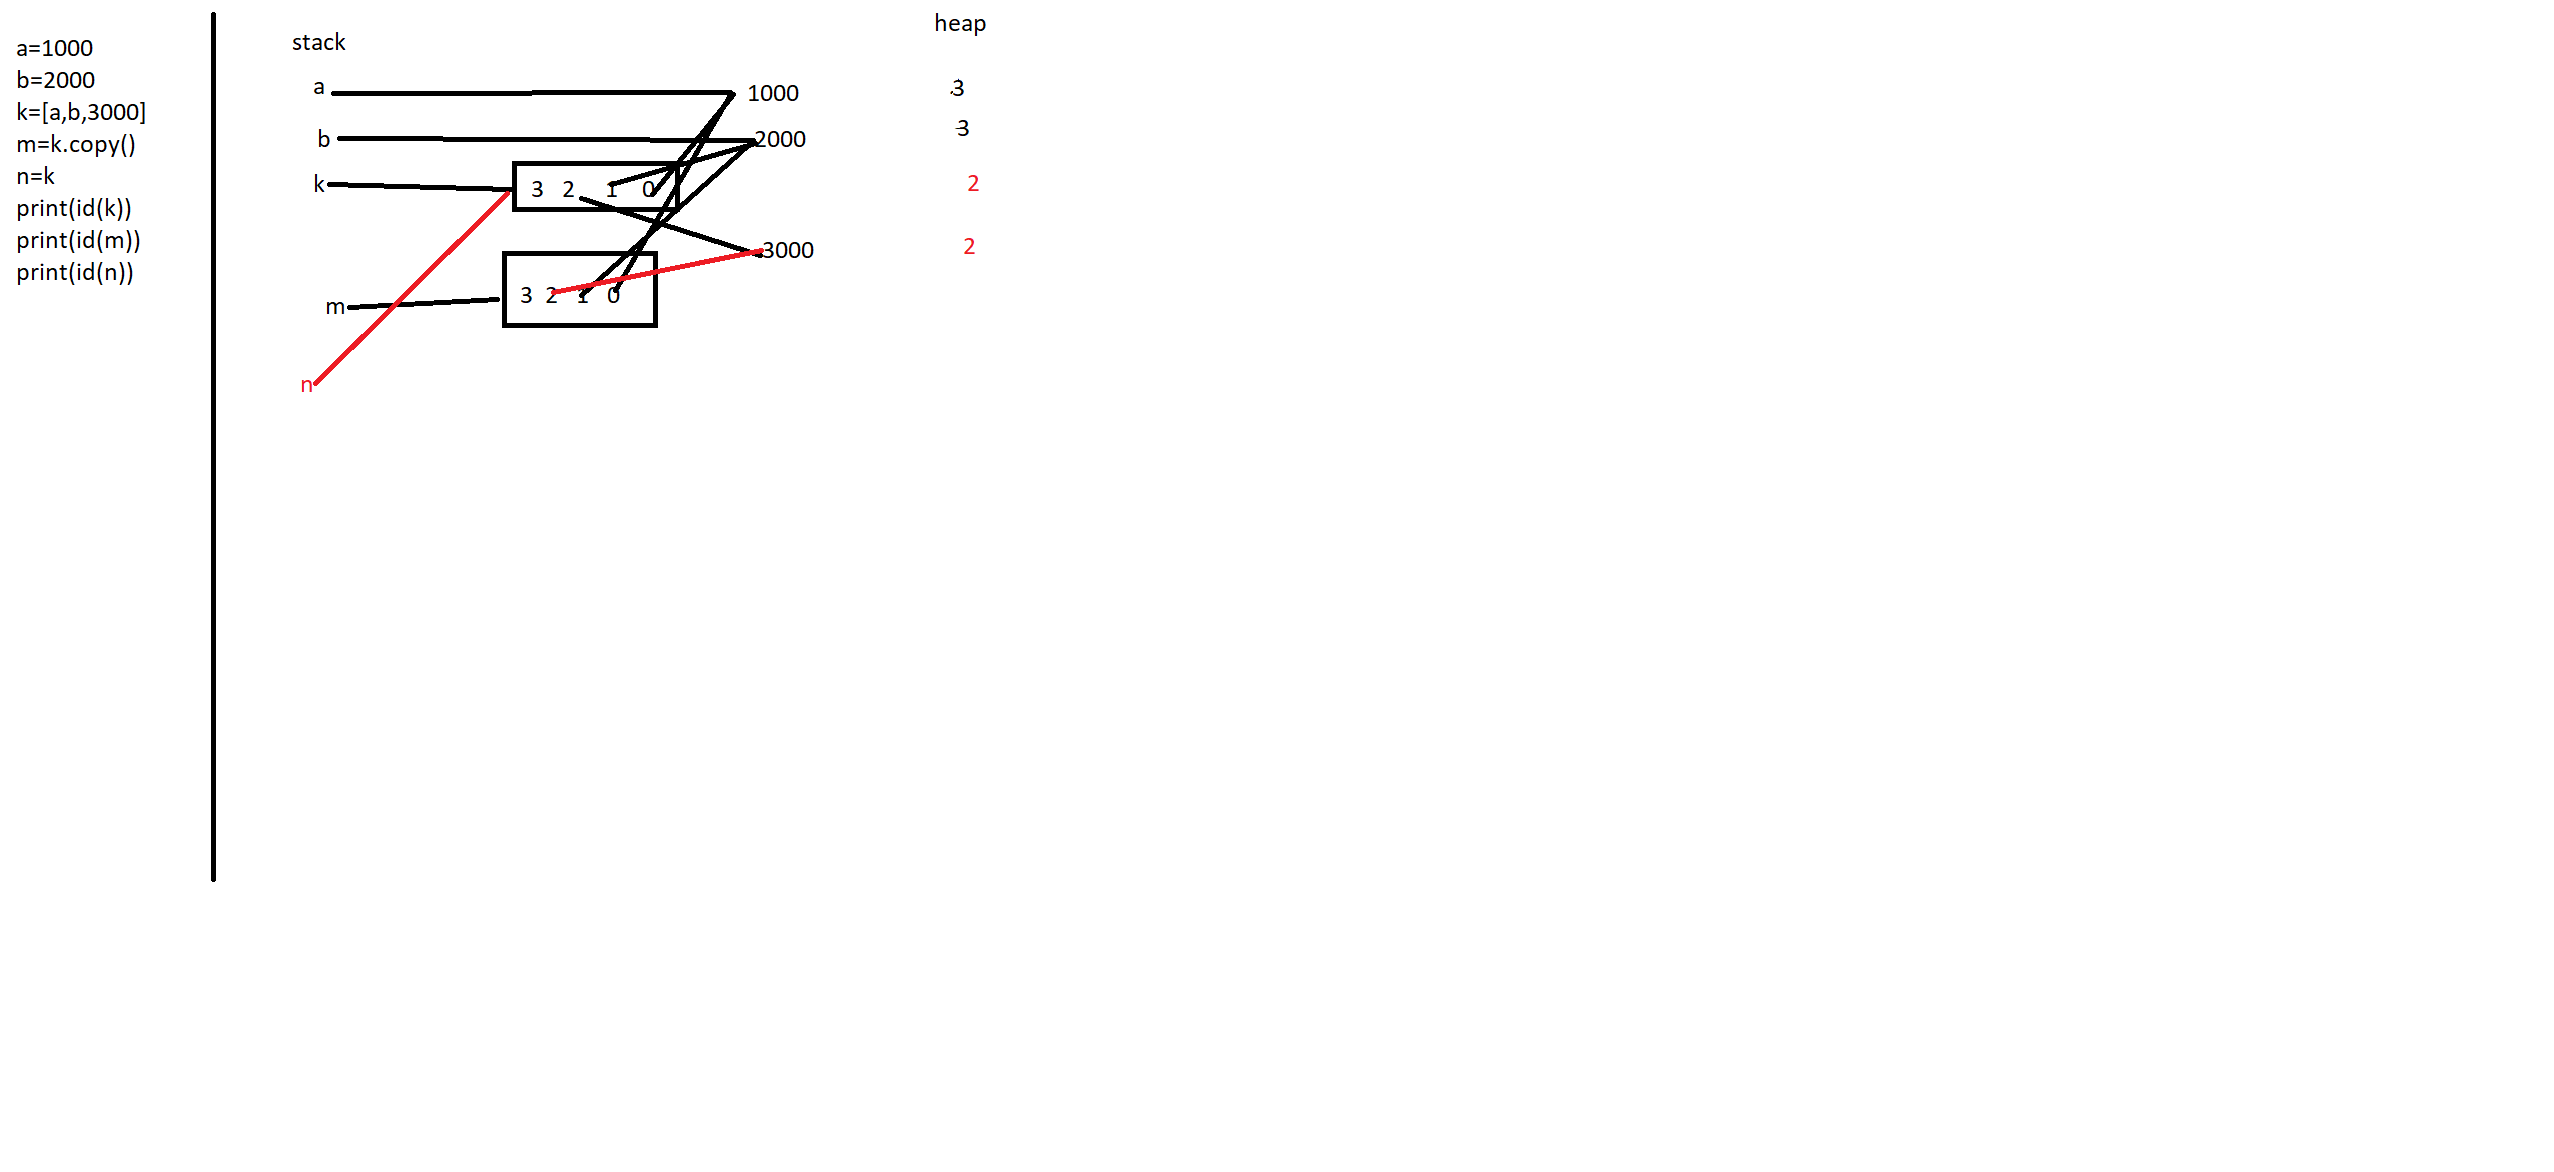 a=1000
b=2000
k=[a,b,3000]
m=k.copy()
n=k
print(id(k))
print(id(m))
print(id(n))
stack
heap
a
1000
3
b
2000
3
k
3 2 1 0
2
3000
2
m
3 2 1 0
n